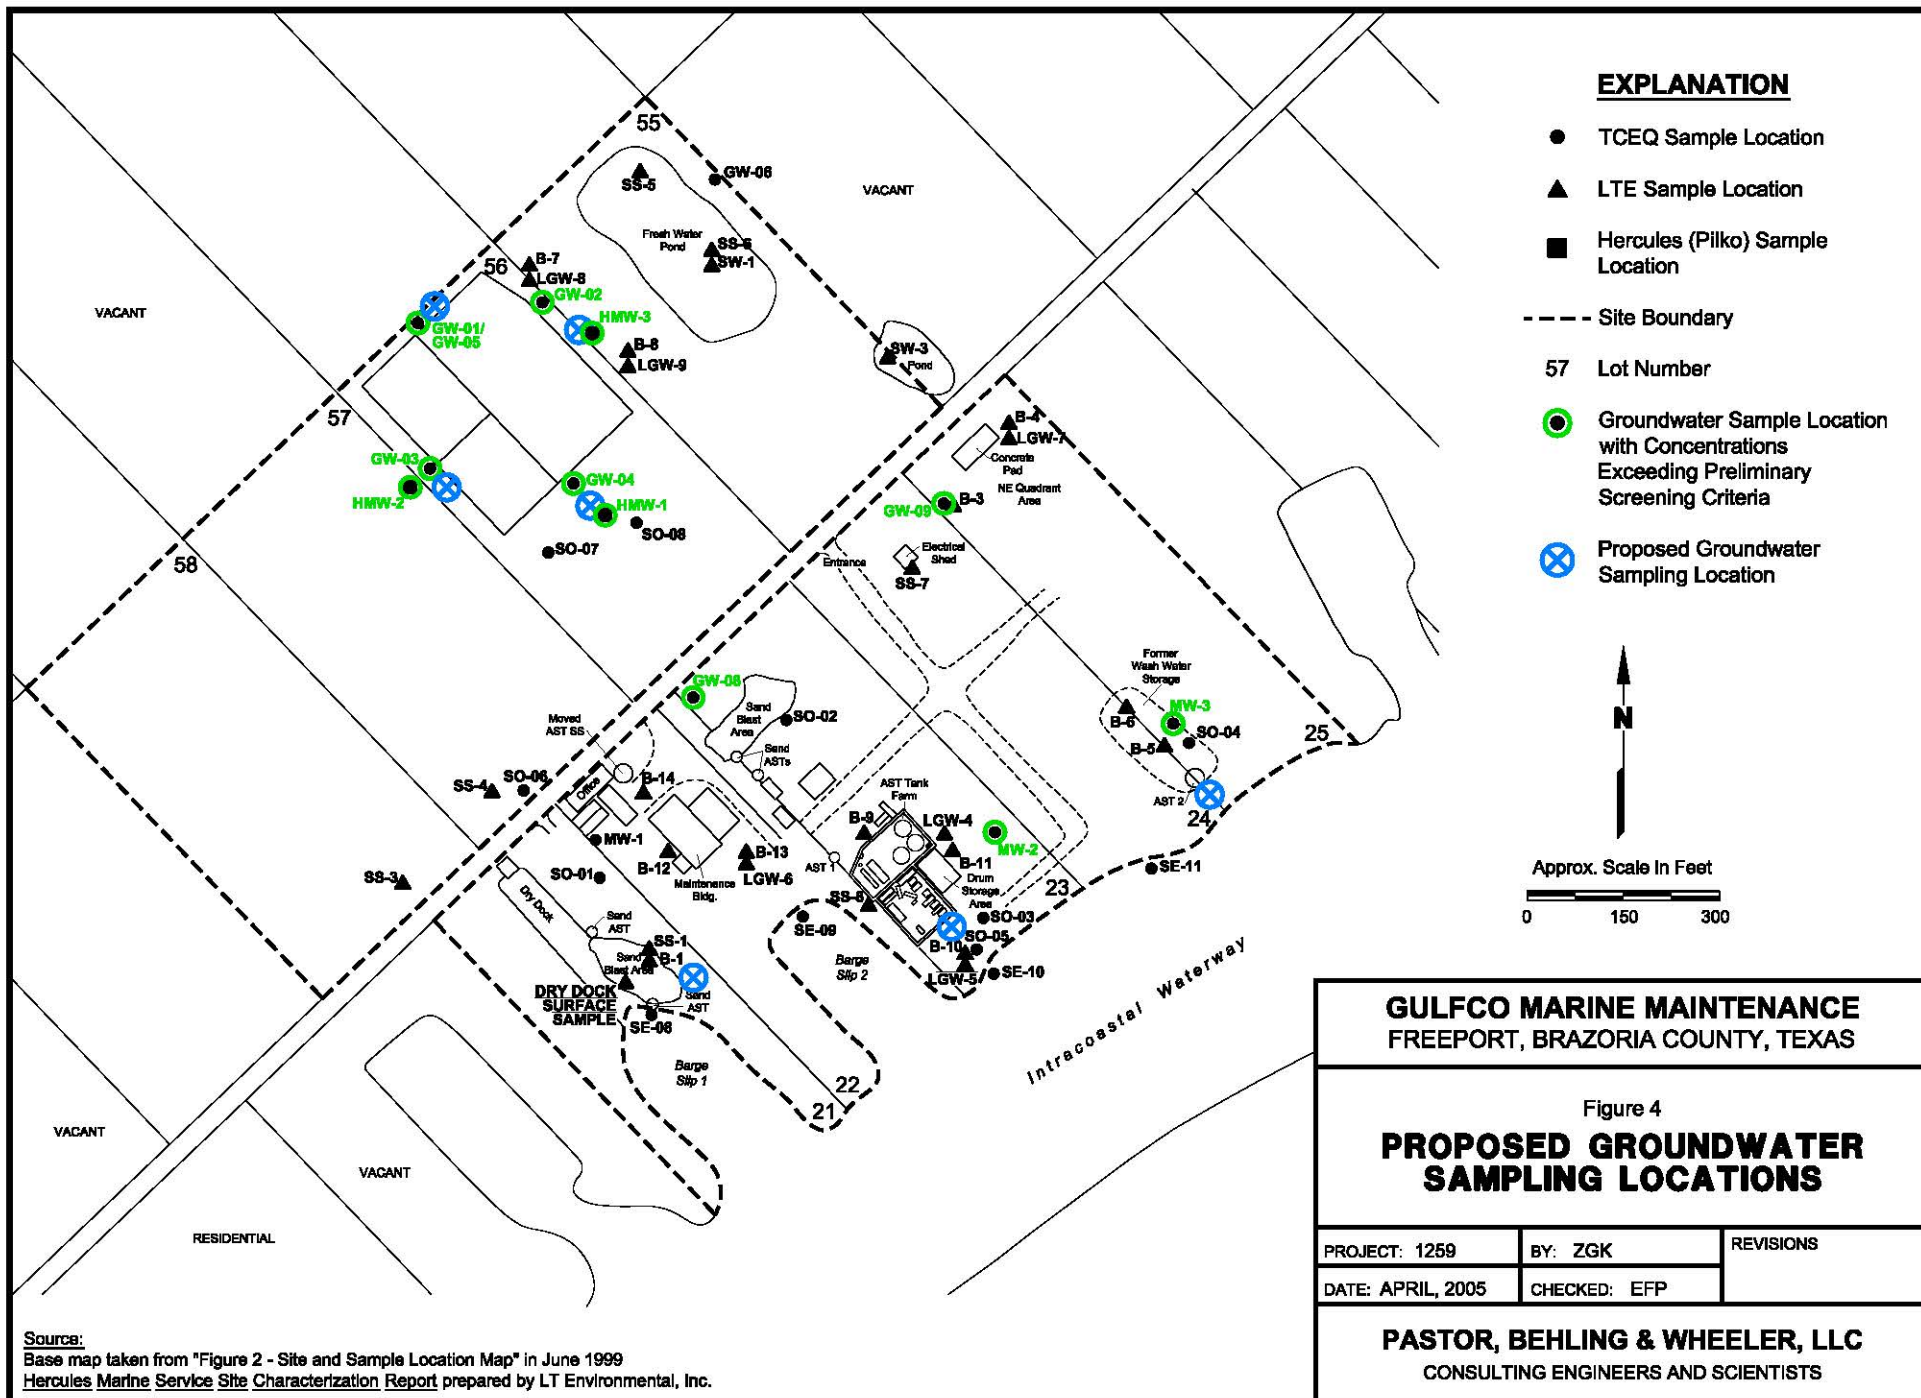 55
GW-06
SS-5
VACANT
Fresh Water
Pond
SS-6
SW-1
56
B-7
LGW-8
GW-02
VACANT
GW-01/
GW-05
HMW-3
B-8
LGW-9
SW-3
Pond
57
B-4
LGW-7
Concrete
Pad
NE Quadrant
Area
GW-03
HMW-2
GW-04
HMW-1
SO-08
SO-07
GW-09
B-3
58
Entrance
Electrical
Shed
SS-7
Former
Wash Water
Storage
B-6
MW-3
SO-04
B-5
AST 2
25
24
GW-08
Sand
Blast
Area
SO-02
Sand
ASTs
Moved
AST SS
SS-4
SO-06
Office
B-14
AST Tank
Farm
B-9
LGW-4
MW-2
B-11
MW-1
B-12
B-13
LGW-6
AST 1
SE-11
SS-3
SO-01
Maintenance
Bldg.
Drum
Storage
Area
23
SS-8
Dry Dock
Sand
AST
SE-09
SO-03
SO-05
B-10
SS-1
B-1
Sand
Blast Area
Barge
Slip 2
LGW-5
SE-10
DRY DOCK
SURFACE
SAMPLE
Sand
AST
SE-06
Intracoastal Waterway
Barge
Slip 1
22
21
VACANT
VACANT
RESIDENTIAL
EXPLANATION
TCEQ Sample Location
LTE Sample Location
Hercules (Pilko) Sample
Location
Site Boundary
57 Lot Number
Groundwater Sample Location
with Concentrations
Exceeding Preliminary
Screening Criteria
Proposed Groundwater
Sampling Location
N
Approx. Scale In Feet
0 150 300
GULFCO MARINE MAINTENANCE
FREEPORT, BRAZORIA COUNTY, TEXAS
Figure 4
PROPOSED GROUNDWATER
SAMPLING LOCATIONS
PROJECT: 1259 BY: ZGK REVISIONS
DATE: APRIL, 2005 CHECKED: EFP
PASTOR, BEHLING & WHEELER, LLC
CONSULTING ENGINEERS AND SCIENTISTS
Source:
Base map taken from "Figure 2 - Site and Sample Location Map" in June 1999
Hercules Marine Service Site Characterization Report prepared by LT Environmental, Inc.